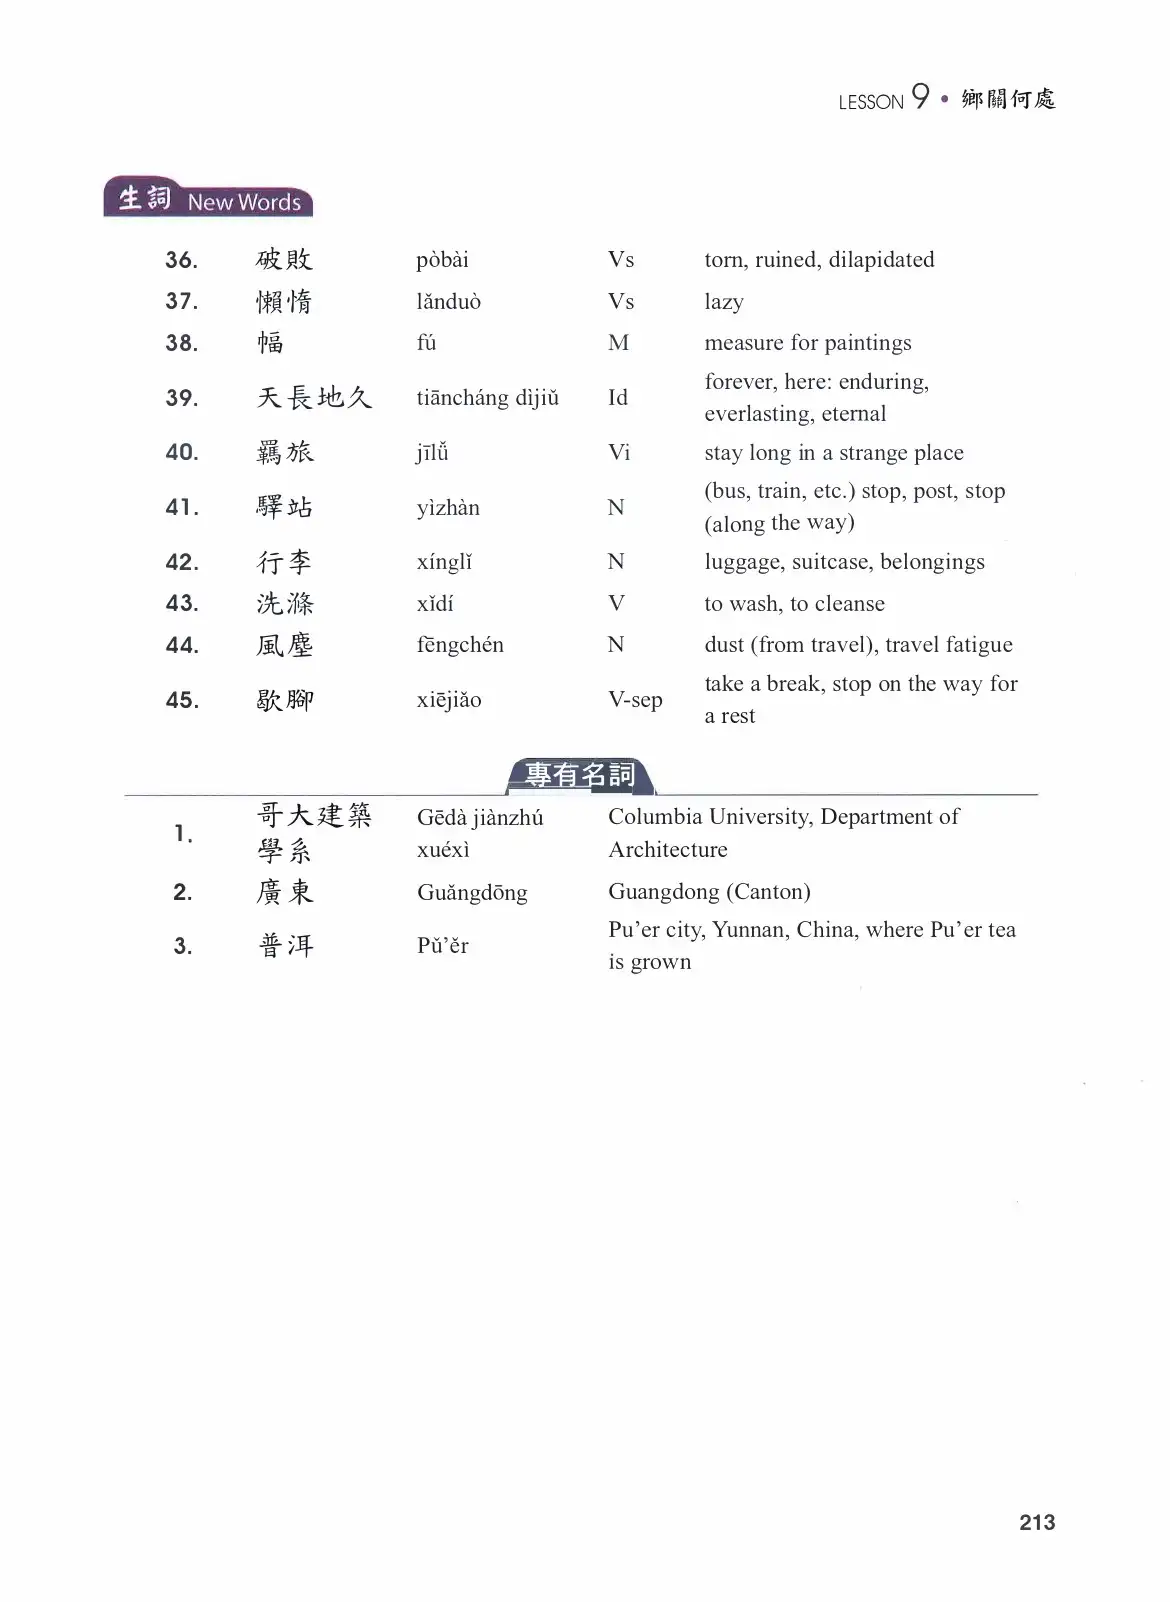 LESSON 9 • 鄉關何處
生詞 New Words
36. 破敗 pòbài Vs torn, ruined, dilapidated
37. 懶惰 lǎnduò Vs lazy
38. 幅 fú M measure for paintings
39. 天長地久 tiāncháng dìjiǔ Id forever, here: enduring,
everlasting, eternal
40. 羈旅 jīlǚ Vi stay long in a strange place
41. 驛站 yìzhàn N (bus, train, etc.) stop, post, stop
(along the way)
42. 行李 xínglǐ N luggage, suitcase, belongings
43. 洗滌 xǐdí V to wash, to cleanse
44. 風塵 fēngchén N dust (from travel), travel fatigue
45. 歇腳 xiējiǎo V-sep take a break, stop on the way for
a rest
專有名詞
1. 哥大建築 Gēdà jiànzhú Columbia University, Department of
學系 xuéxì Architecture
2. 廣東 Guǎngdōng Guangdong (Canton)
3. 普洱 Pǔ’ěr Pu’er city, Yunnan, China, where Pu’er tea
is grown
213